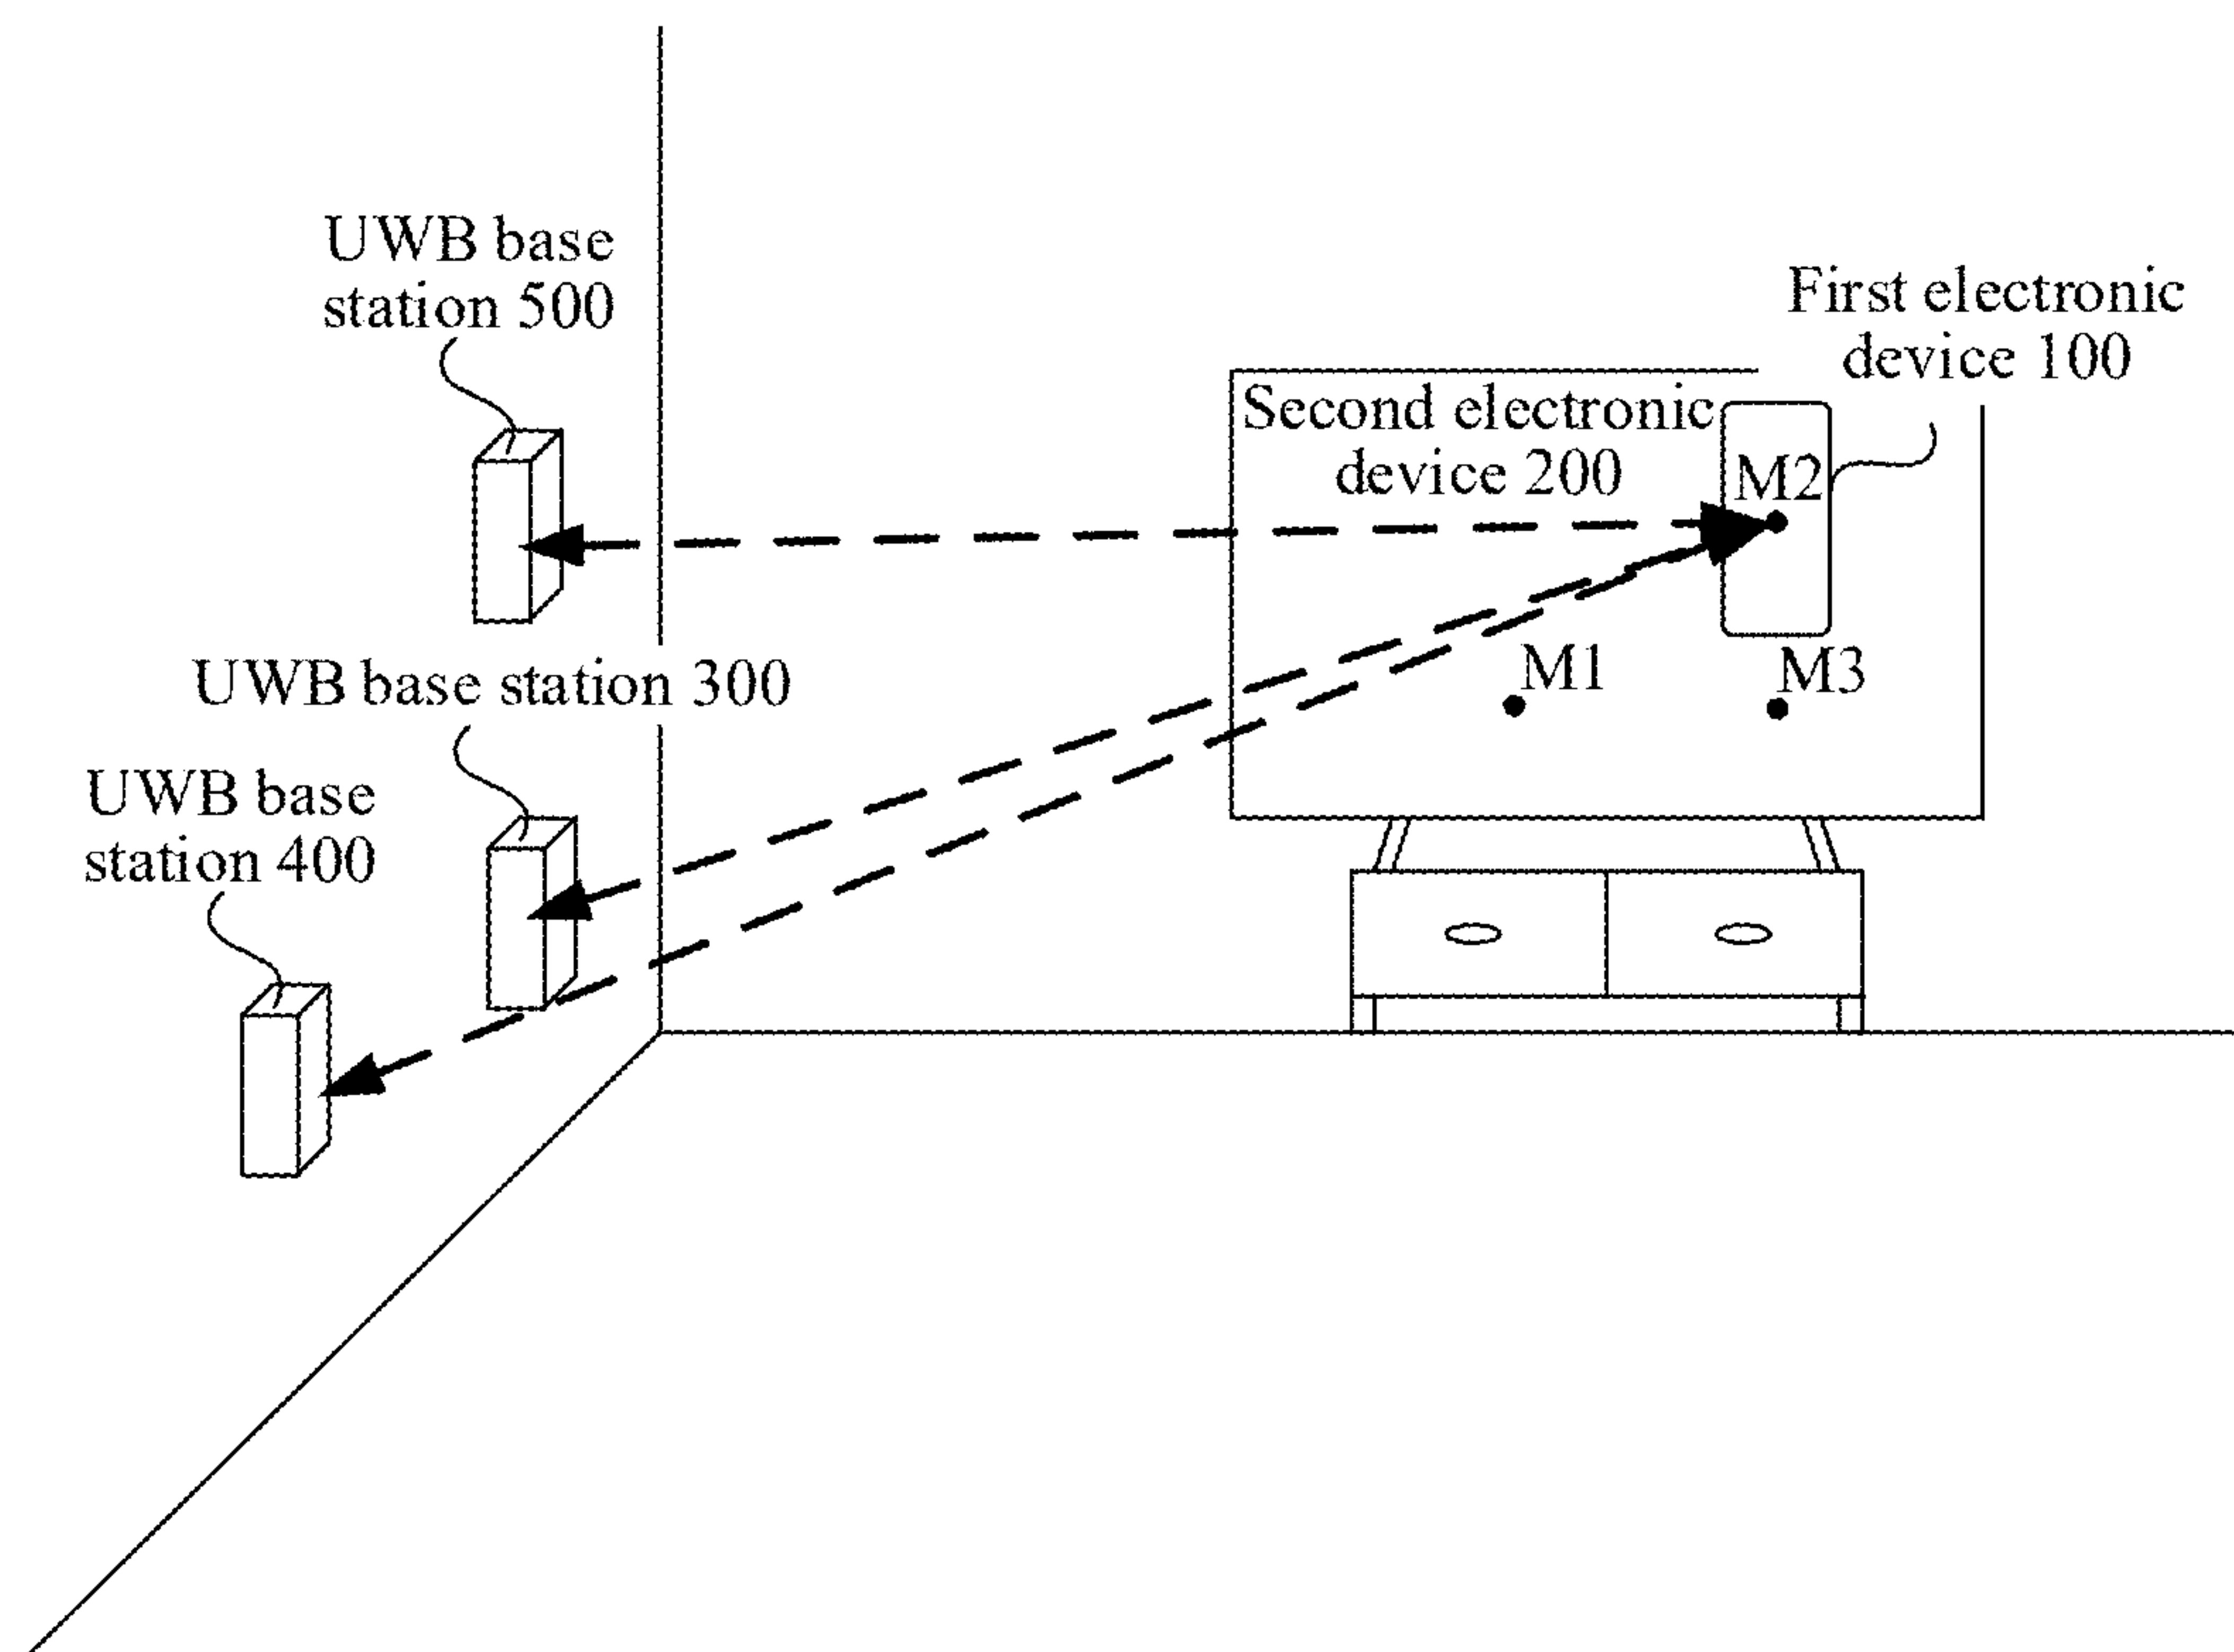 UWB base
station 500
First electronic
device 100
Second electronic
device 200
M2
M1
M3
UWB base station 300
UWB base
station 400